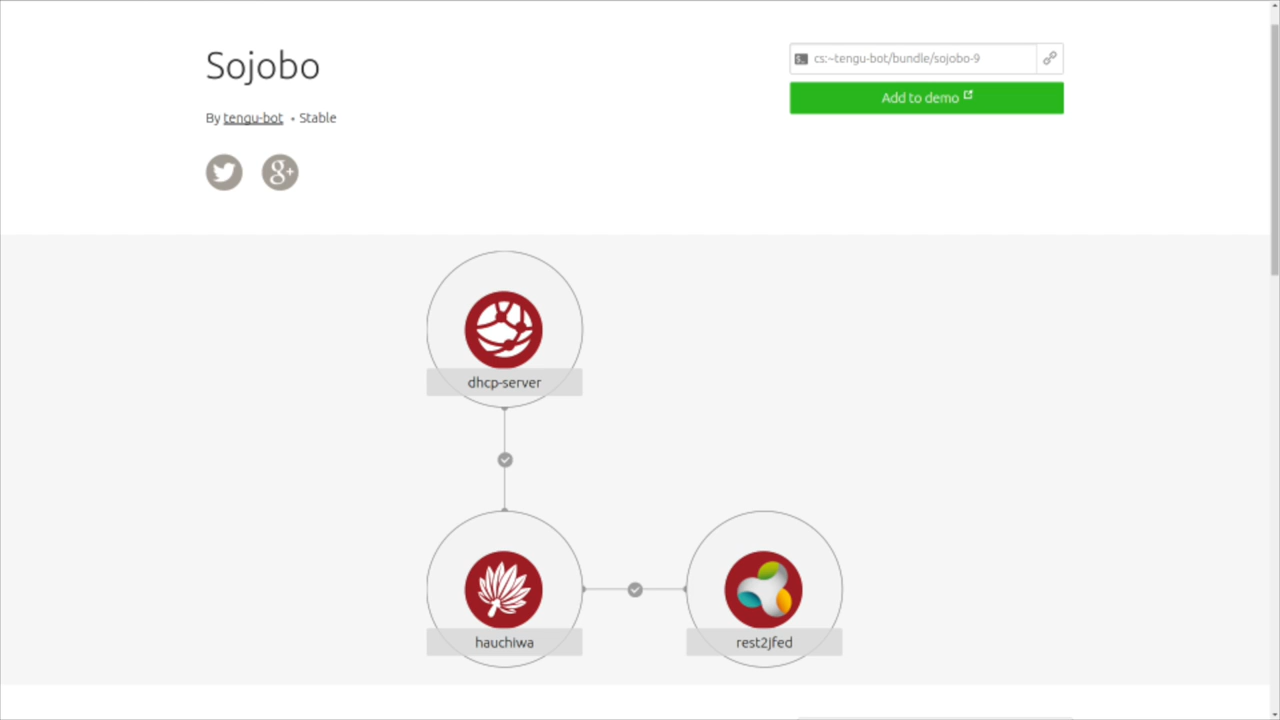 Sojobo
cs:~tengu-bot/bundle/sojobo-9
Add to demo
By tengu-bot • Stable
g+
dhcp-server
hauchiwa
rest2jfed